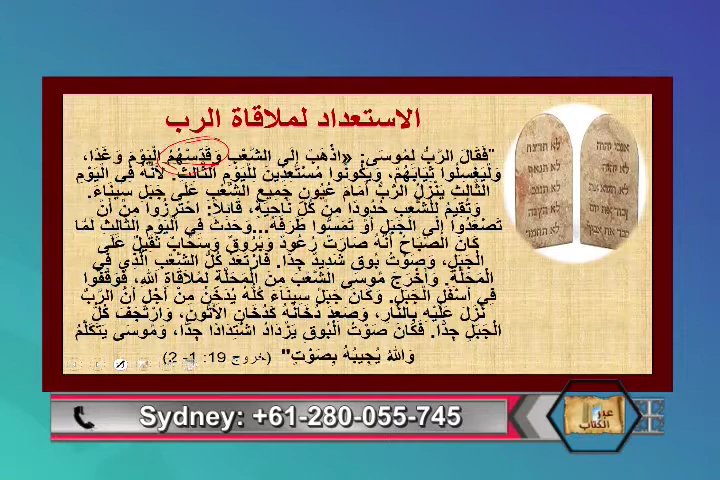 الاستعداد لملاقاة الرب
"فَقَالَ الرَّبُّ لِمُوسَى: «اذْهَبْ إِلَى الشَّعْبِ وَقَدِّسْهُمُ الْيَوْمَ وَغَدًا،
وَلْيَغْسِلُوا ثِيَابَهُمْ، وَيَكُونُوا مُسْتَعِدِّينَ لِلْيَوْمِ الثَّالِثِ. لأَنَّهُ فِي الْيَوْمِ
الثَّالِثِ يَنْزِلُ الرَّبُّ أَمَامَ عُيُونِ جَمِيعِ الشَّعْبِ عَلَى جَبَلِ سِينَاءَ.
وَتُقِيمُ لِلشَّعْبِ حُدُودًا مِنْ كُلِّ نَاحِيَةٍ، قَائِلاً: احْتَرِزُوا مِنْ أَنْ
تَصْعَدُوا إِلَى الْجَبَلِ أَوْ تَمَسُّوا طَرَفَهُ...وَحَدَثَ فِي الْيَوْمِ الثَّالِثِ لَمَّا
كَانَ الصَّبَاحُ أَنَّهُ صَارَتْ رُعُودٌ وَبُرُوقٌ وَسَحَابٌ ثَقِيلٌ عَلَى
الْجَبَلِ، وَصَوْتُ بُوق شَدِيدٌ جِدًّا. فَارْتَعَدَ كُلُّ الشَّعْبِ الَّذِي فِي
الْمَحَلَّةِ. وَأَخْرَجَ مُوسَى الشَّعْبَ مِنَ الْمَحَلَّةِ لِمُلاَقَاةِ اللهِ، فَوَقَفُوا
فِي أَسْفَلِ الْجَبَلِ. وَكَانَ جَبَلُ سِينَاءَ كُلُّهُ يُدَخِّنُ مِنْ أَجْلِ أَنَّ الرَّبَّ
نَزَلَ عَلَيْهِ بِالنَّارِ، وَصَعِدَ دُخَانُهُ كَدُخَانِ الأَتُونِ، وَارْتَجَفَ كُلُّ
الْجَبَلِ جِدًّا. فَكَانَ صَوْتُ الْبُوقِ يَزْدَادُ اشْتِدَادًا جِدًّا، وَمُوسَى يَتَكَلَّمُ
وَاللهُ يُجِيبُهُ بِصَوْتٍ" (خروج 19: 1- 2)
Sydney: +61-280-055-745
عبر
الكتاب